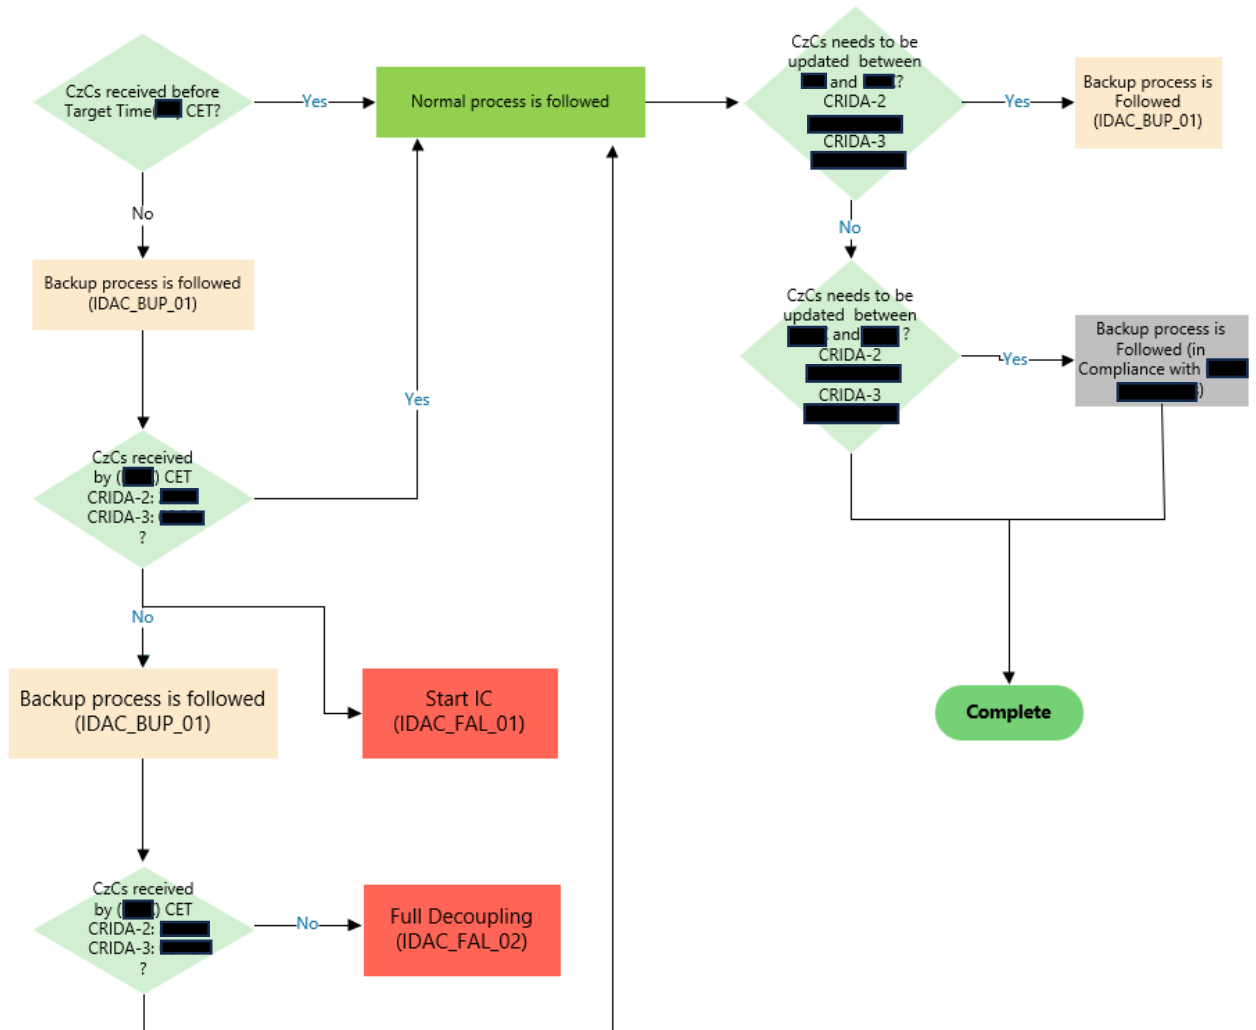 CzCs received before
Target Time( CET?
Yes
Normal process is followed
CzCs needs to be
updated between
and ?
CRIDA-2
CRIDA-3
Yes
Backup process is
Followed
(IDAC_BUP_01)
No
No
Backup process is followed
(IDAC_BUP_01)
CzCs needs to be
updated between
and ?
CRIDA-2
CRIDA-3
Yes
Backup process is
Followed (in
Compliance with
)
Yes
CzCs received
by ( ) CET
CRIDA-2:
CRIDA-3:
?
No
Backup process is followed
(IDAC_BUP_01)
Start IC
(IDAC_FAL_01)
Complete
CzCs received
by ( ) CET
CRIDA-2:
CRIDA-3:
?
No
Full Decoupling
(IDAC_FAL_02)